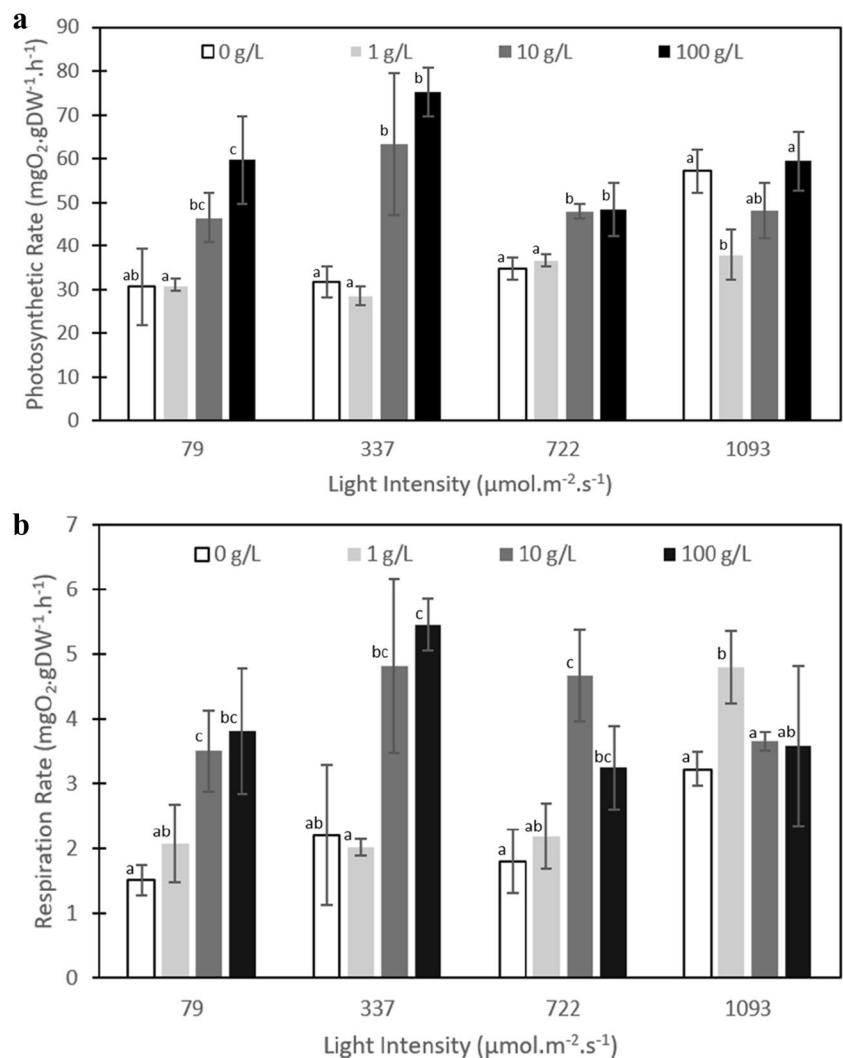 a
Photosynthetic Rate (mgO₂.gDW⁻¹.h⁻¹)
90
80
70
60
50
40
30
20
10
0
0 g/L 1 g/L 10 g/L 100 g/L
ab a bc c
a a b b
a a b b
a b ab a
79 337 722 1093
Light Intensity (µmol.m⁻².s⁻¹)
b
Respiration Rate (mgO₂.gDW⁻¹.h⁻¹)
7
6
5
4
3
2
1
0
0 g/L 1 g/L 10 g/L 100 g/L
a ab c bc
ab a bc c
a ab c bc
a b a ab
79 337 722 1093
Light Intensity (µmol.m⁻².s⁻¹)